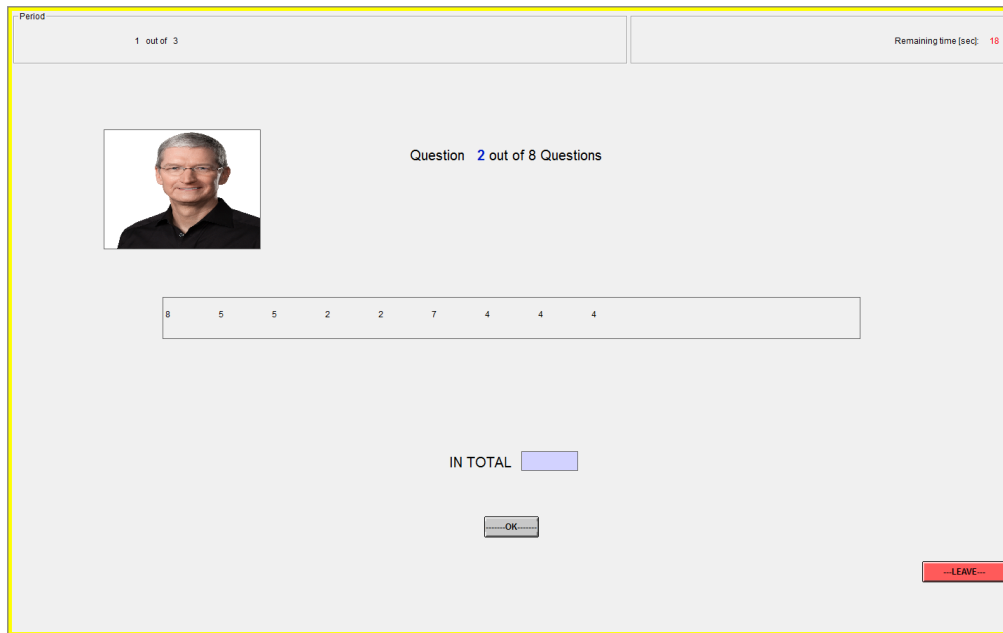 Period
1 out of 3
Remaining time [sec]: 18
Question 2 out of 8 Questions
8 5 5 2 2 7 4 4 4
IN TOTAL
-------OK-------
---LEAVE---